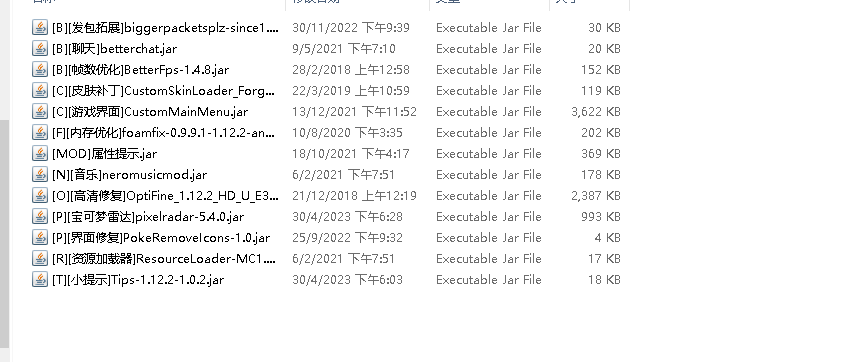 [B][发包拓展]biggerpacketsplz-since1.... 30/11/2022 下午9:39 Executable Jar File 30 KB
[B][聊天]betterchat.jar 9/5/2021 下午7:10 Executable Jar File 20 KB
[B][帧数优化]BetterFps-1.4.8.jar 28/2/2018 上午12:58 Executable Jar File 152 KB
[C][皮肤补丁]CustomSkinLoader_Forg... 22/3/2019 上午10:59 Executable Jar File 119 KB
[C][游戏界面]CustomMainMenu.jar 13/12/2021 下午11:52 Executable Jar File 3,622 KB
[F][内存优化]foamfix-0.9.9.1-1.12.2-an... 10/8/2020 下午3:35 Executable Jar File 202 KB
[MOD]属性提示.jar 18/10/2021 下午4:17 Executable Jar File 369 KB
[N][音乐]neromusicmod.jar 6/2/2021 下午7:51 Executable Jar File 178 KB
[O][高清修复]OptiFine_1.12.2_HD_U_E3... 21/12/2018 上午12:19 Executable Jar File 2,387 KB
[P][宝可梦雷达]pixelradar-5.4.0.jar 30/4/2023 下午6:28 Executable Jar File 993 KB
[P][界面修复]PokeRemoveIcons-1.0.jar 25/9/2022 下午9:32 Executable Jar File 4 KB
[R][资源加载器]ResourceLoader-MC1.... 6/2/2021 下午7:51 Executable Jar File 17 KB
[T][小提示]Tips-1.12.2-1.0.2.jar 30/4/2023 下午6:03 Executable Jar File 18 KB